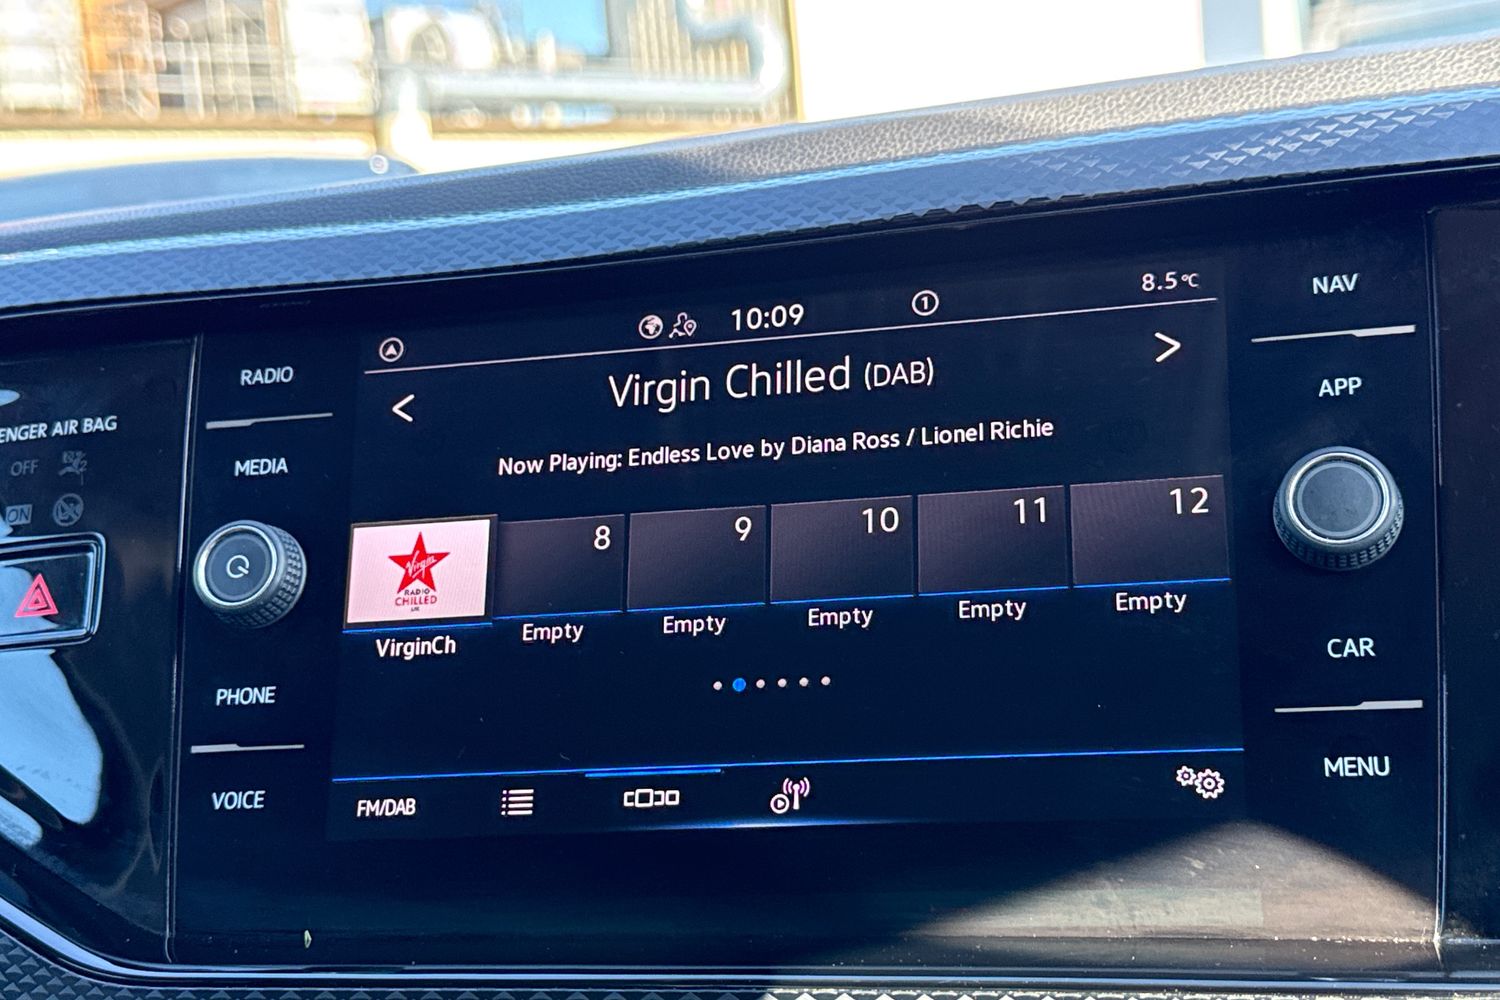 NAV
APP
CAR
MENU
RADIO
MEDIA
PHONE
VOICE
ENGER AIR BAG
OFF
2
ON
10:09
1
8.5°C
<
Virgin Chilled (DAB)
>
Now Playing: Endless Love by Diana Ross / Lionel Richie
Virgin
RADIO
CHILLED
8
9
10
11
12
VirginCh
Empty
Empty
Empty
Empty
Empty
FM/DAB